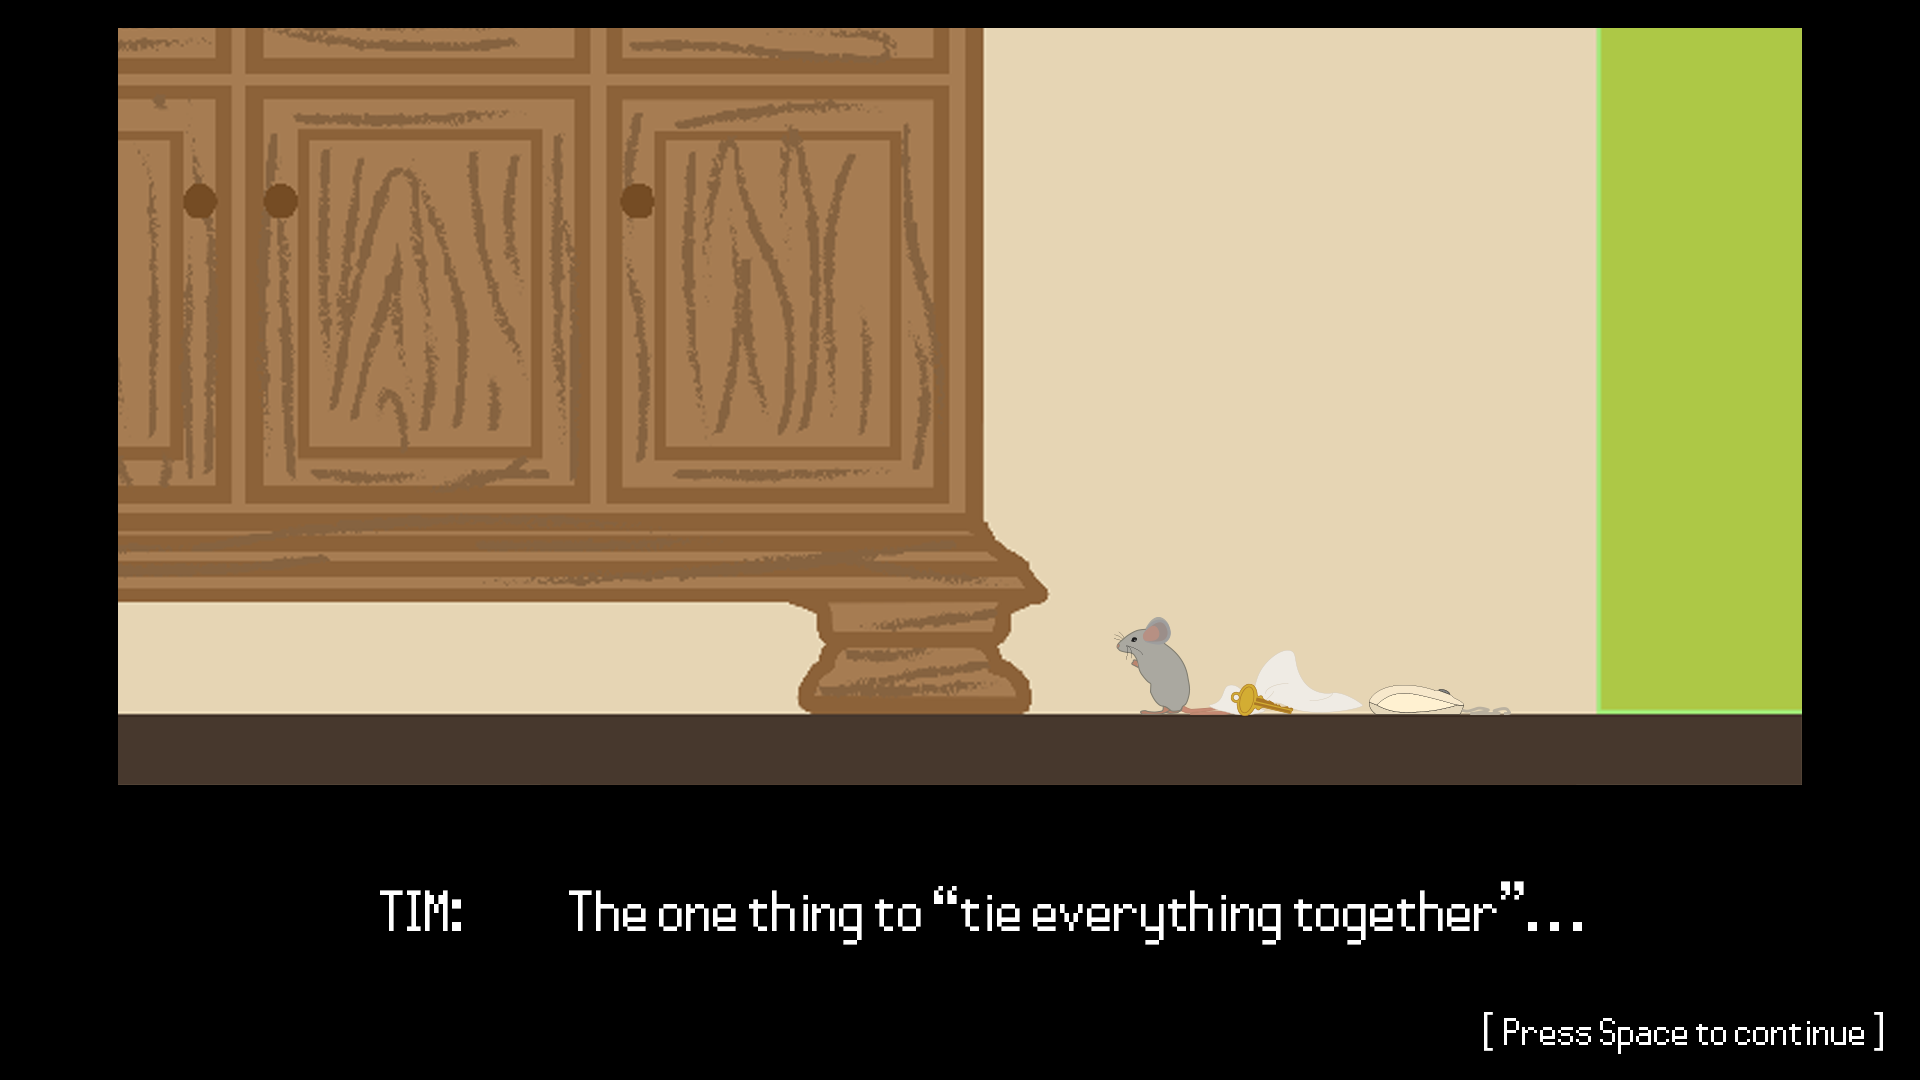 TIM: The one thing to “tie everything together”...
[ Press Space to continue ]